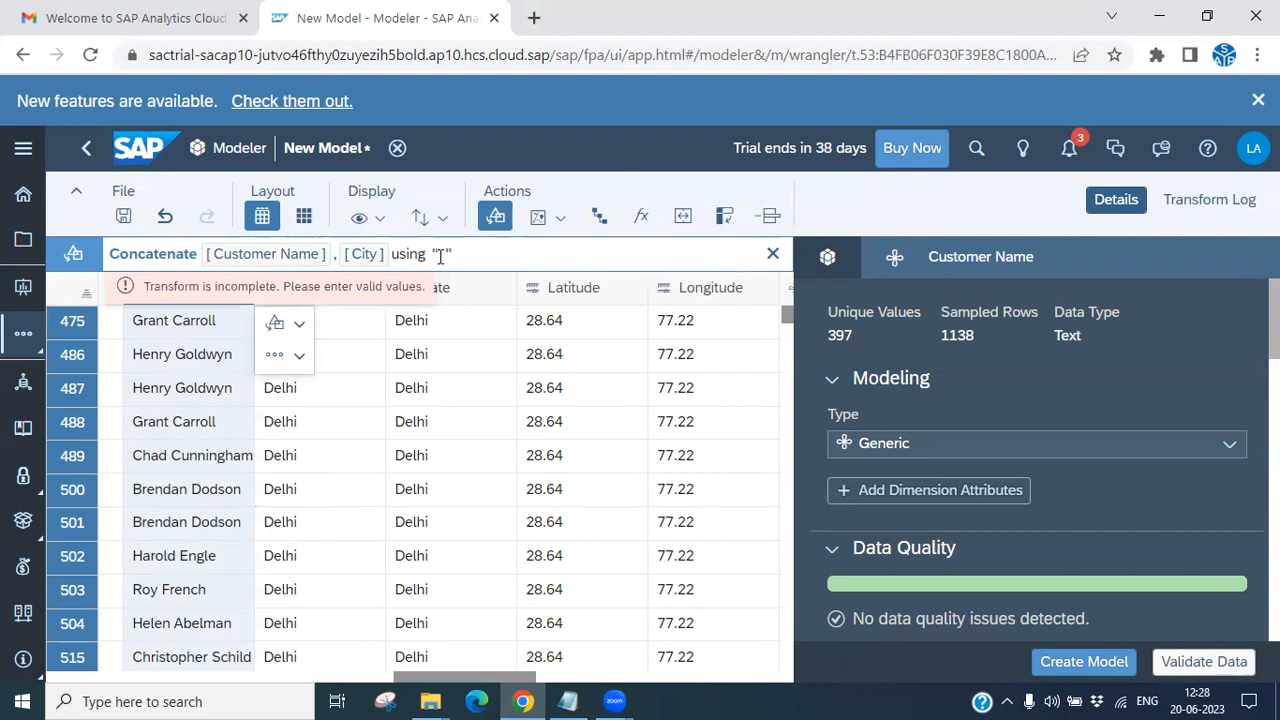 Welcome to SAP Analytics Cloud
New Model - Modeler - SAP Ana
sactrial-sacap10-jutvo46fthy0zuyezih5bold.ap10.hcs.cloud.sap/sap/fpa/ui/app.html#/modeler&/m/wrangler/t.53:B4FB06F030F39E8C1800A...
New features are available. Check them out.
SAP Modeler New Model* Trial ends in 38 days Buy Now 3 LA
File Layout Display Actions
Details Transform Log
Concatenate [ Customer Name ] , [ City ] using " "
Customer Name
Transform is incomplete. Please enter valid values. ate Latitude Longitude
475 Grant Carroll Delhi 28.64 77.22
486 Henry Goldwyn Delhi 28.64 77.22
487 Henry Goldwyn Delhi Delhi 28.64 77.22
488 Grant Carroll Delhi Delhi 28.64 77.22
489 Chad Cunningham Delhi Delhi 28.64 77.22
500 Brendan Dodson Delhi Delhi 28.64 77.22
501 Brendan Dodson Delhi Delhi 28.64 77.22
502 Harold Engle Delhi Delhi 28.64 77.22
503 Roy French Delhi Delhi 28.64 77.22
504 Helen Abelman Delhi Delhi 28.64 77.22
515 Christopher Schild Delhi Delhi 28.64 77.22
Unique Values Sampled Rows Data Type
397 1138 Text
Modeling
Type
Generic
+ Add Dimension Attributes
Data Quality
No data quality issues detected.
Create Model Validate Data
Type here to search
zoom
ENG
12:28
20-06-2023